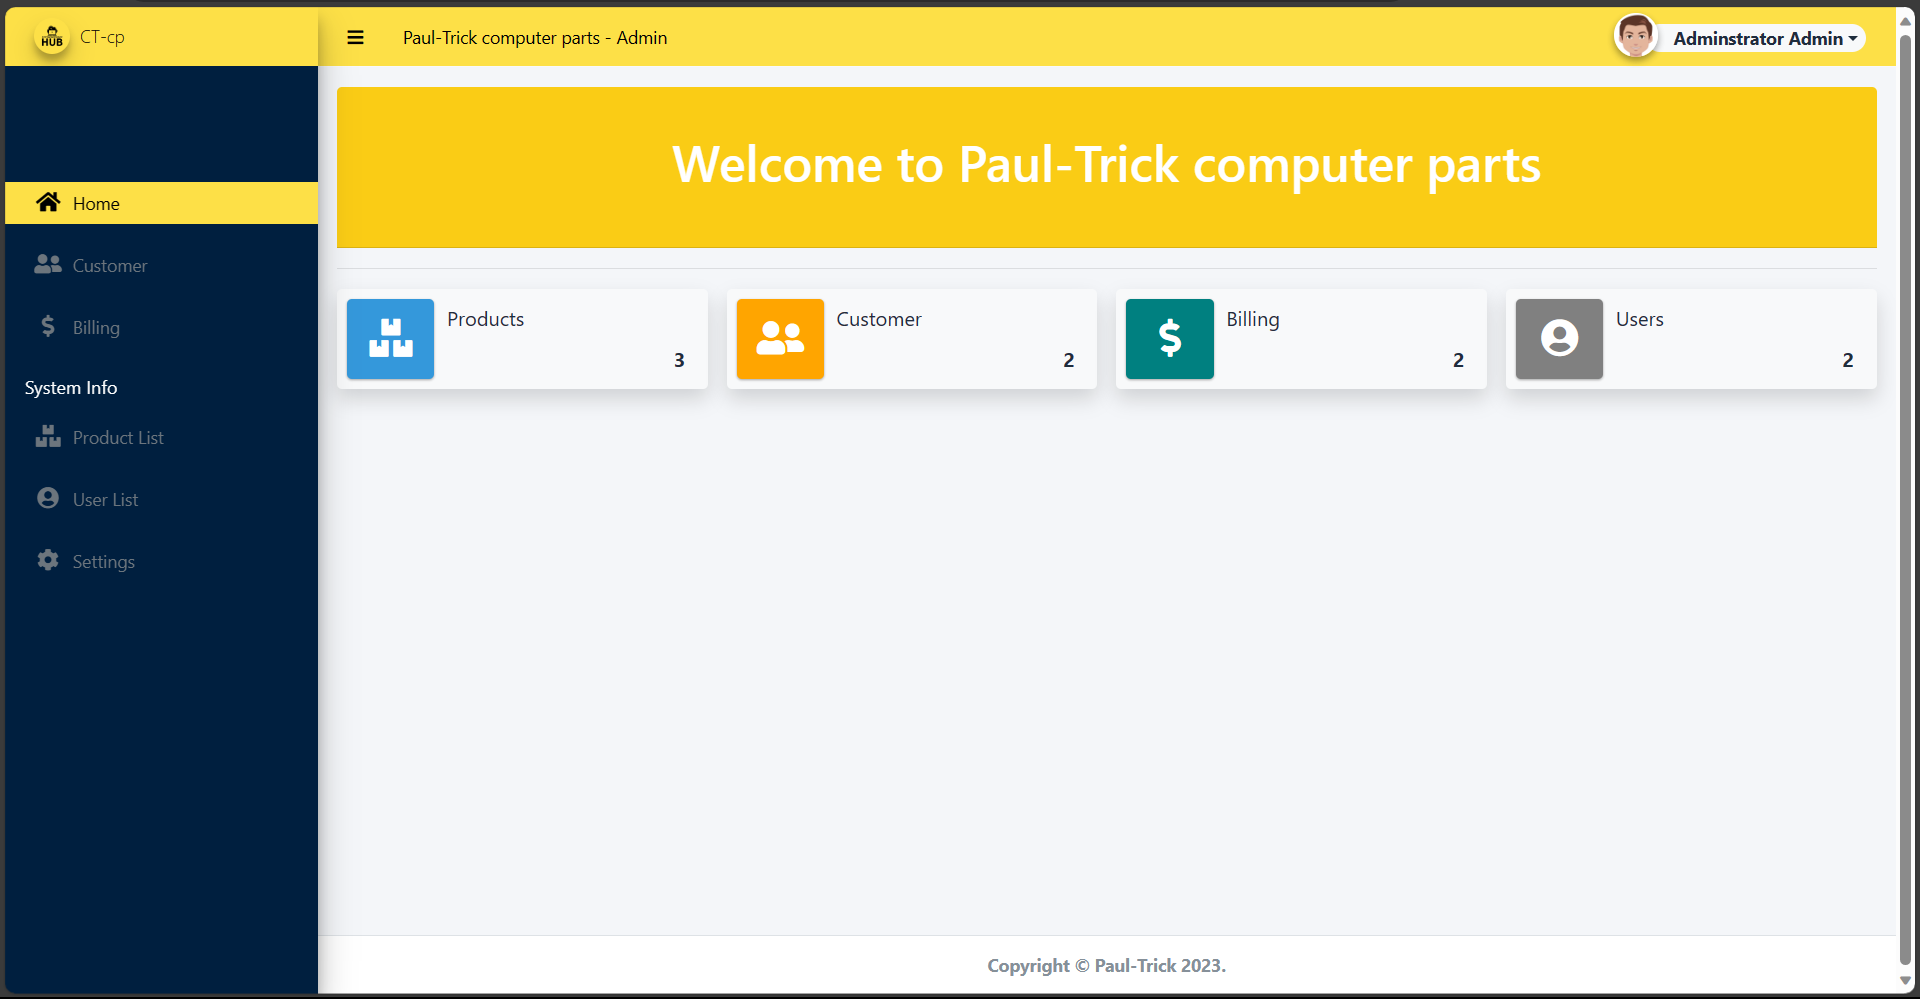 HUB
CT-cp
Paul-Trick computer parts - Admin
Adminstrator Admin
Home
Customer
Billing
System Info
Product List
User List
Settings
Welcome to Paul-Trick computer parts
Products
3
Customer
2
Billing
2
Users
2
Copyright © Paul-Trick 2023.